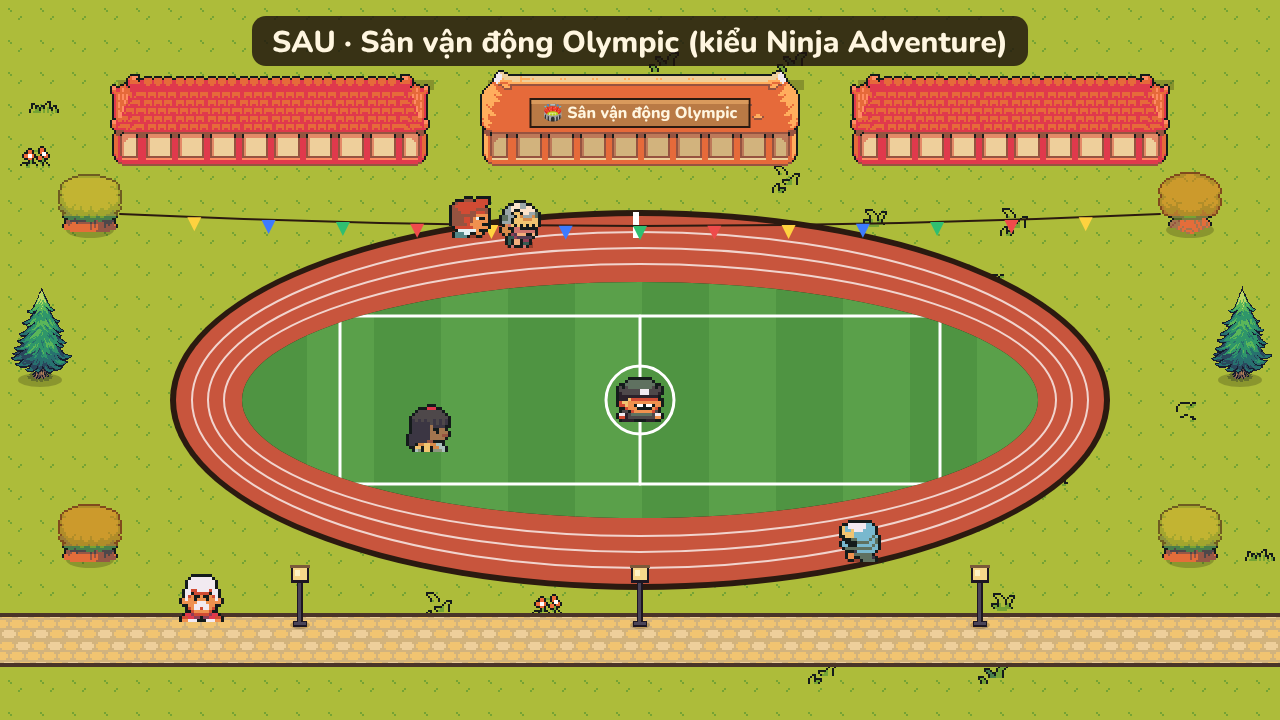 SAU · Sân vận động Olympic (kiểu Ninja Adventure)
Sân vận động Olympic